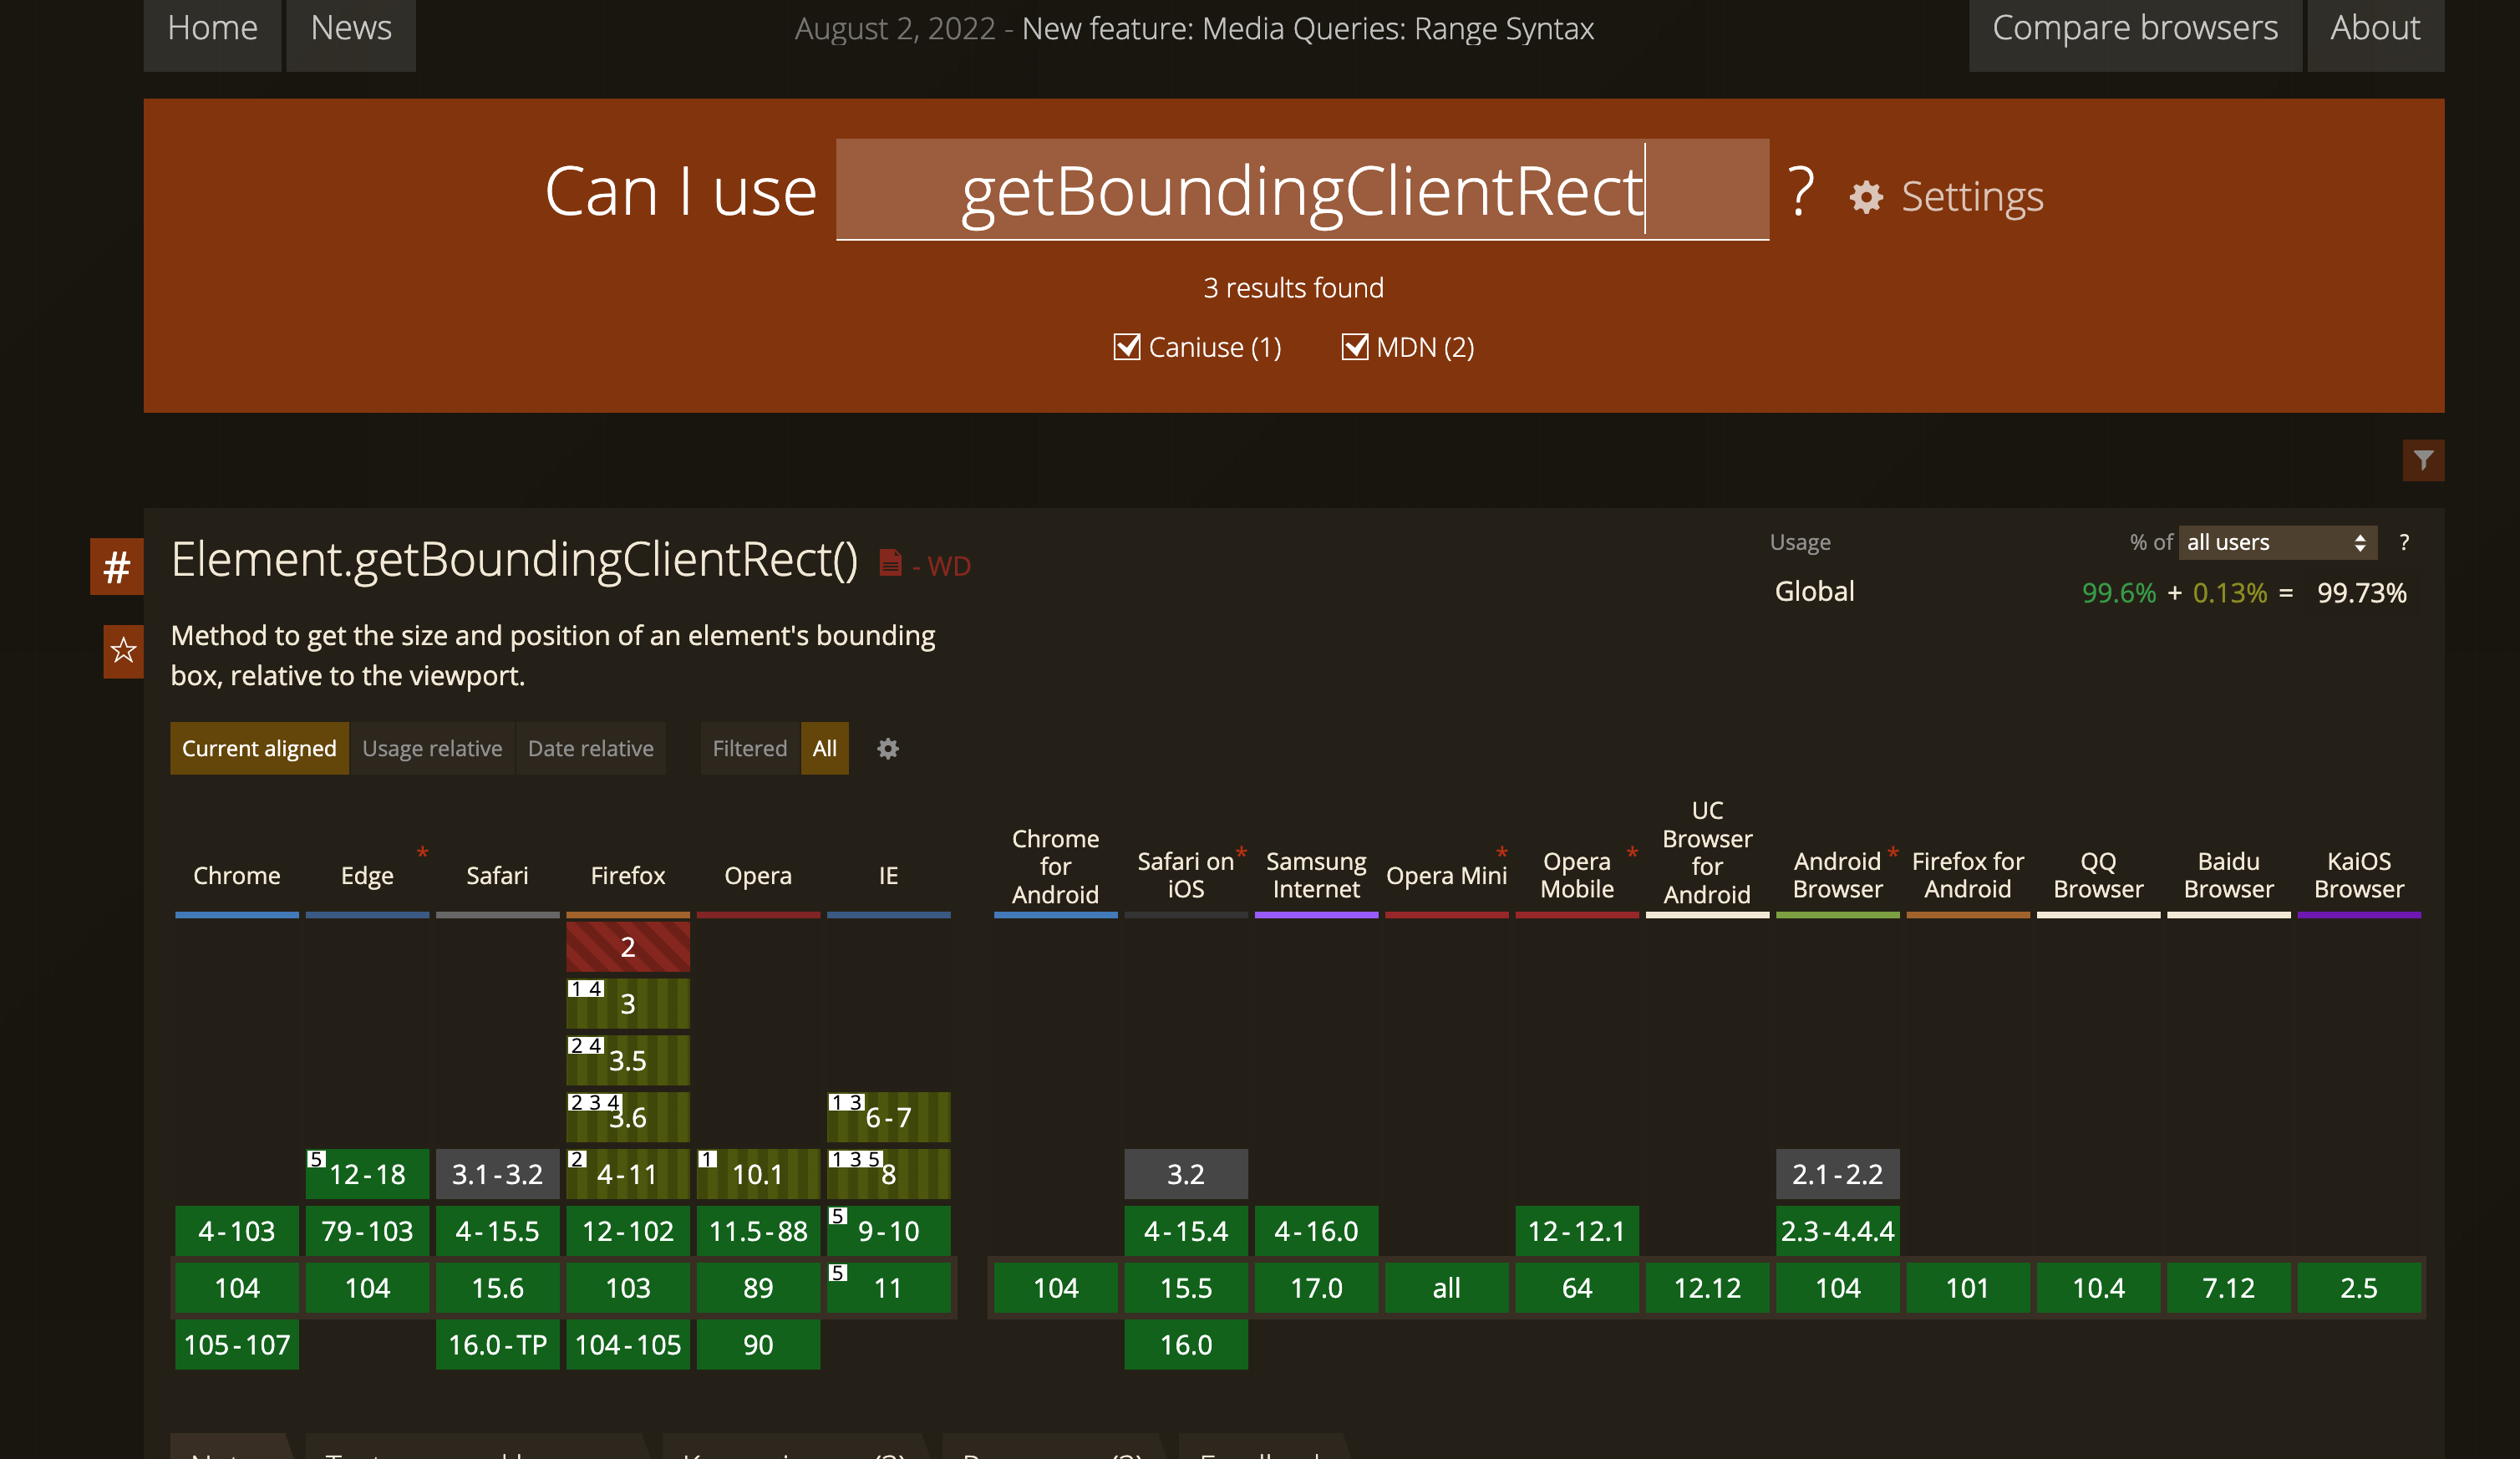 Home News August 2, 2022 - New feature: Media Queries: Range Syntax Compare browsers About
Can I use getBoundingClientRect ? Settings
3 results found
Caniuse (1) MDN (2)
# Element.getBoundingClientRect() - WD
Usage % of all users ?
Global 99.6% + 0.13% = 99.73%
Method to get the size and position of an element's bounding
box, relative to the viewport.
Current aligned Usage relative Date relative Filtered All
Chrome Edge * Safari Firefox Opera IE Chrome for Android Safari on iOS * Samsung Internet Opera Mini * Opera Mobile * UC Browser for Android Android Browser * Firefox for Android QQ Browser Baidu Browser KaiOS Browser
2
1 4 3
2 4 3.5
2 3 4 3.6 1 3 6-7
5 12-18 3.1-3.2 2 4-11 1 10.1 1 3 5 8 3.2 2.1-2.2
4-103 79-103 4-15.5 12-102 11.5-88 5 9-10 4-15.4 4-16.0 12-12.1 2.3-4.4.4
104 104 15.6 103 89 5 11 104 15.5 17.0 all 64 12.12 104 101 10.4 7.12 2.5
105-107 16.0-TP 104-105 90 16.0